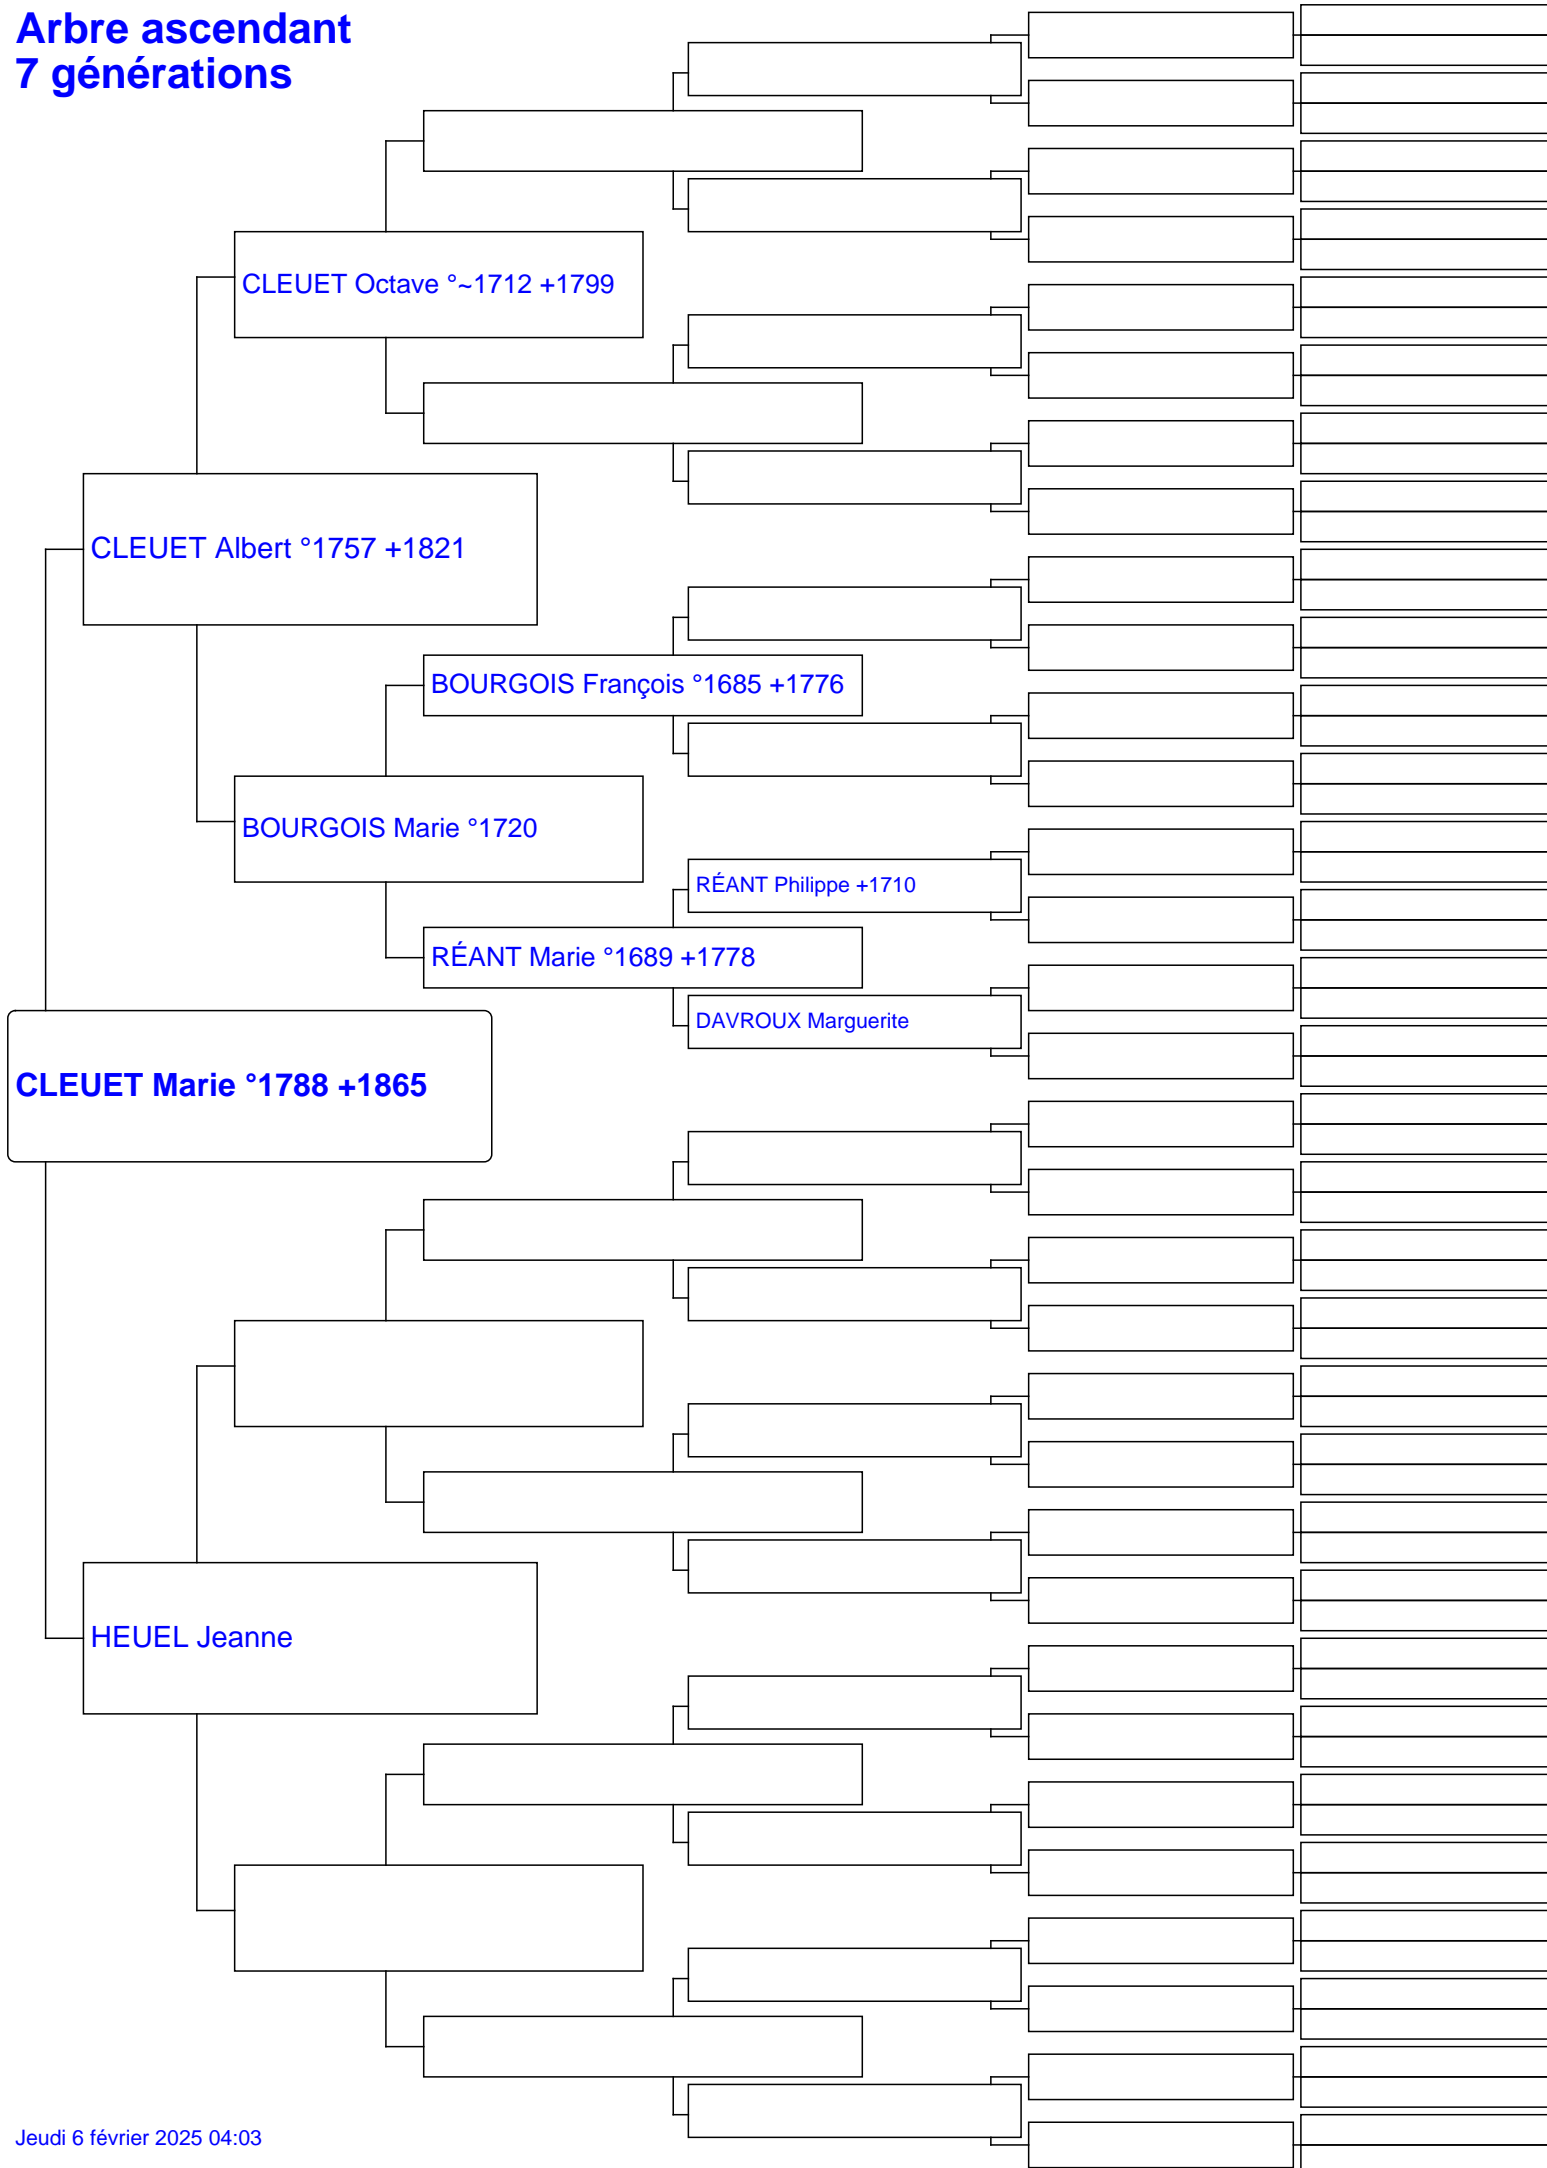 Arbre ascendant
7 générations
CLEUET Octave °~1712 +1799
CLEUET Albert °1757 +1821
BOURGOIS François °1685 +1776
BOURGOIS Marie °1720
RÉANT Philippe +1710
RÉANT Marie °1689 +1778
DAVROUX Marguerite
CLEUET Marie °1788 +1865
HEUEL Jeanne
Jeudi 6 février 2025 04:03